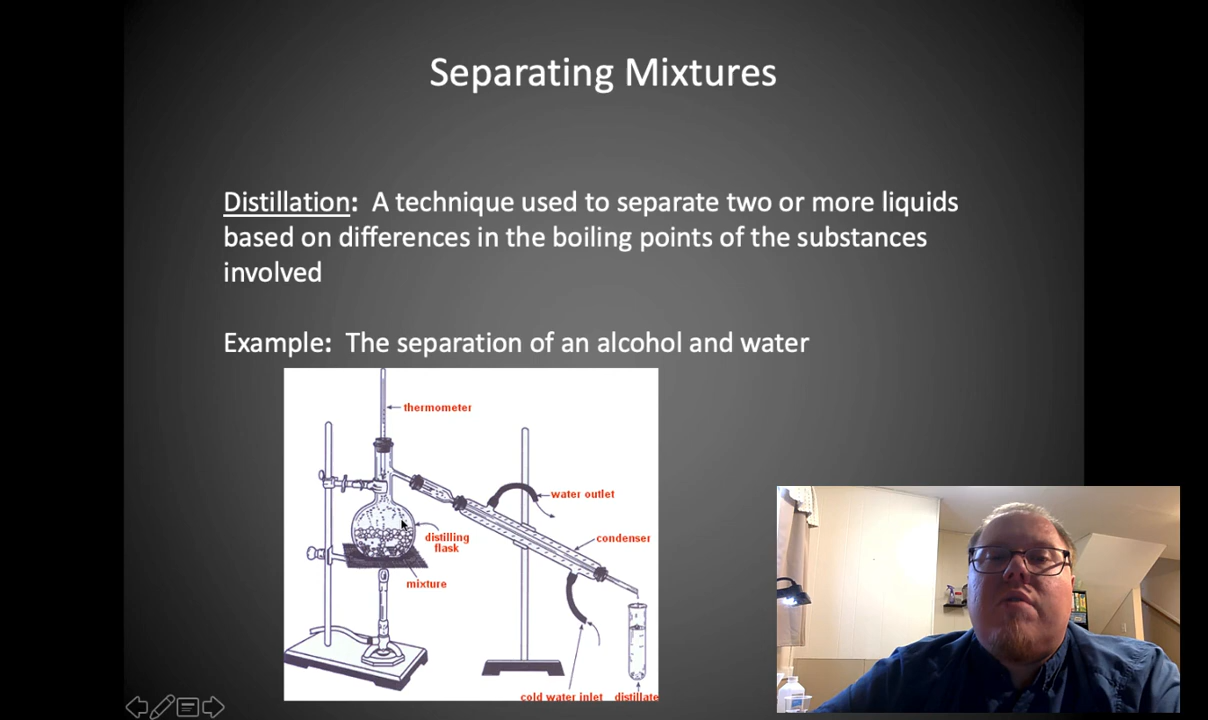 Separating Mixtures
Distillation: A technique used to separate two or more liquids
based on differences in the boiling points of the substances
involved
Example: The separation of an alcohol and water
thermometer
water outlet
condenser
distilling
flask
mixture
cold water inlet
distillate